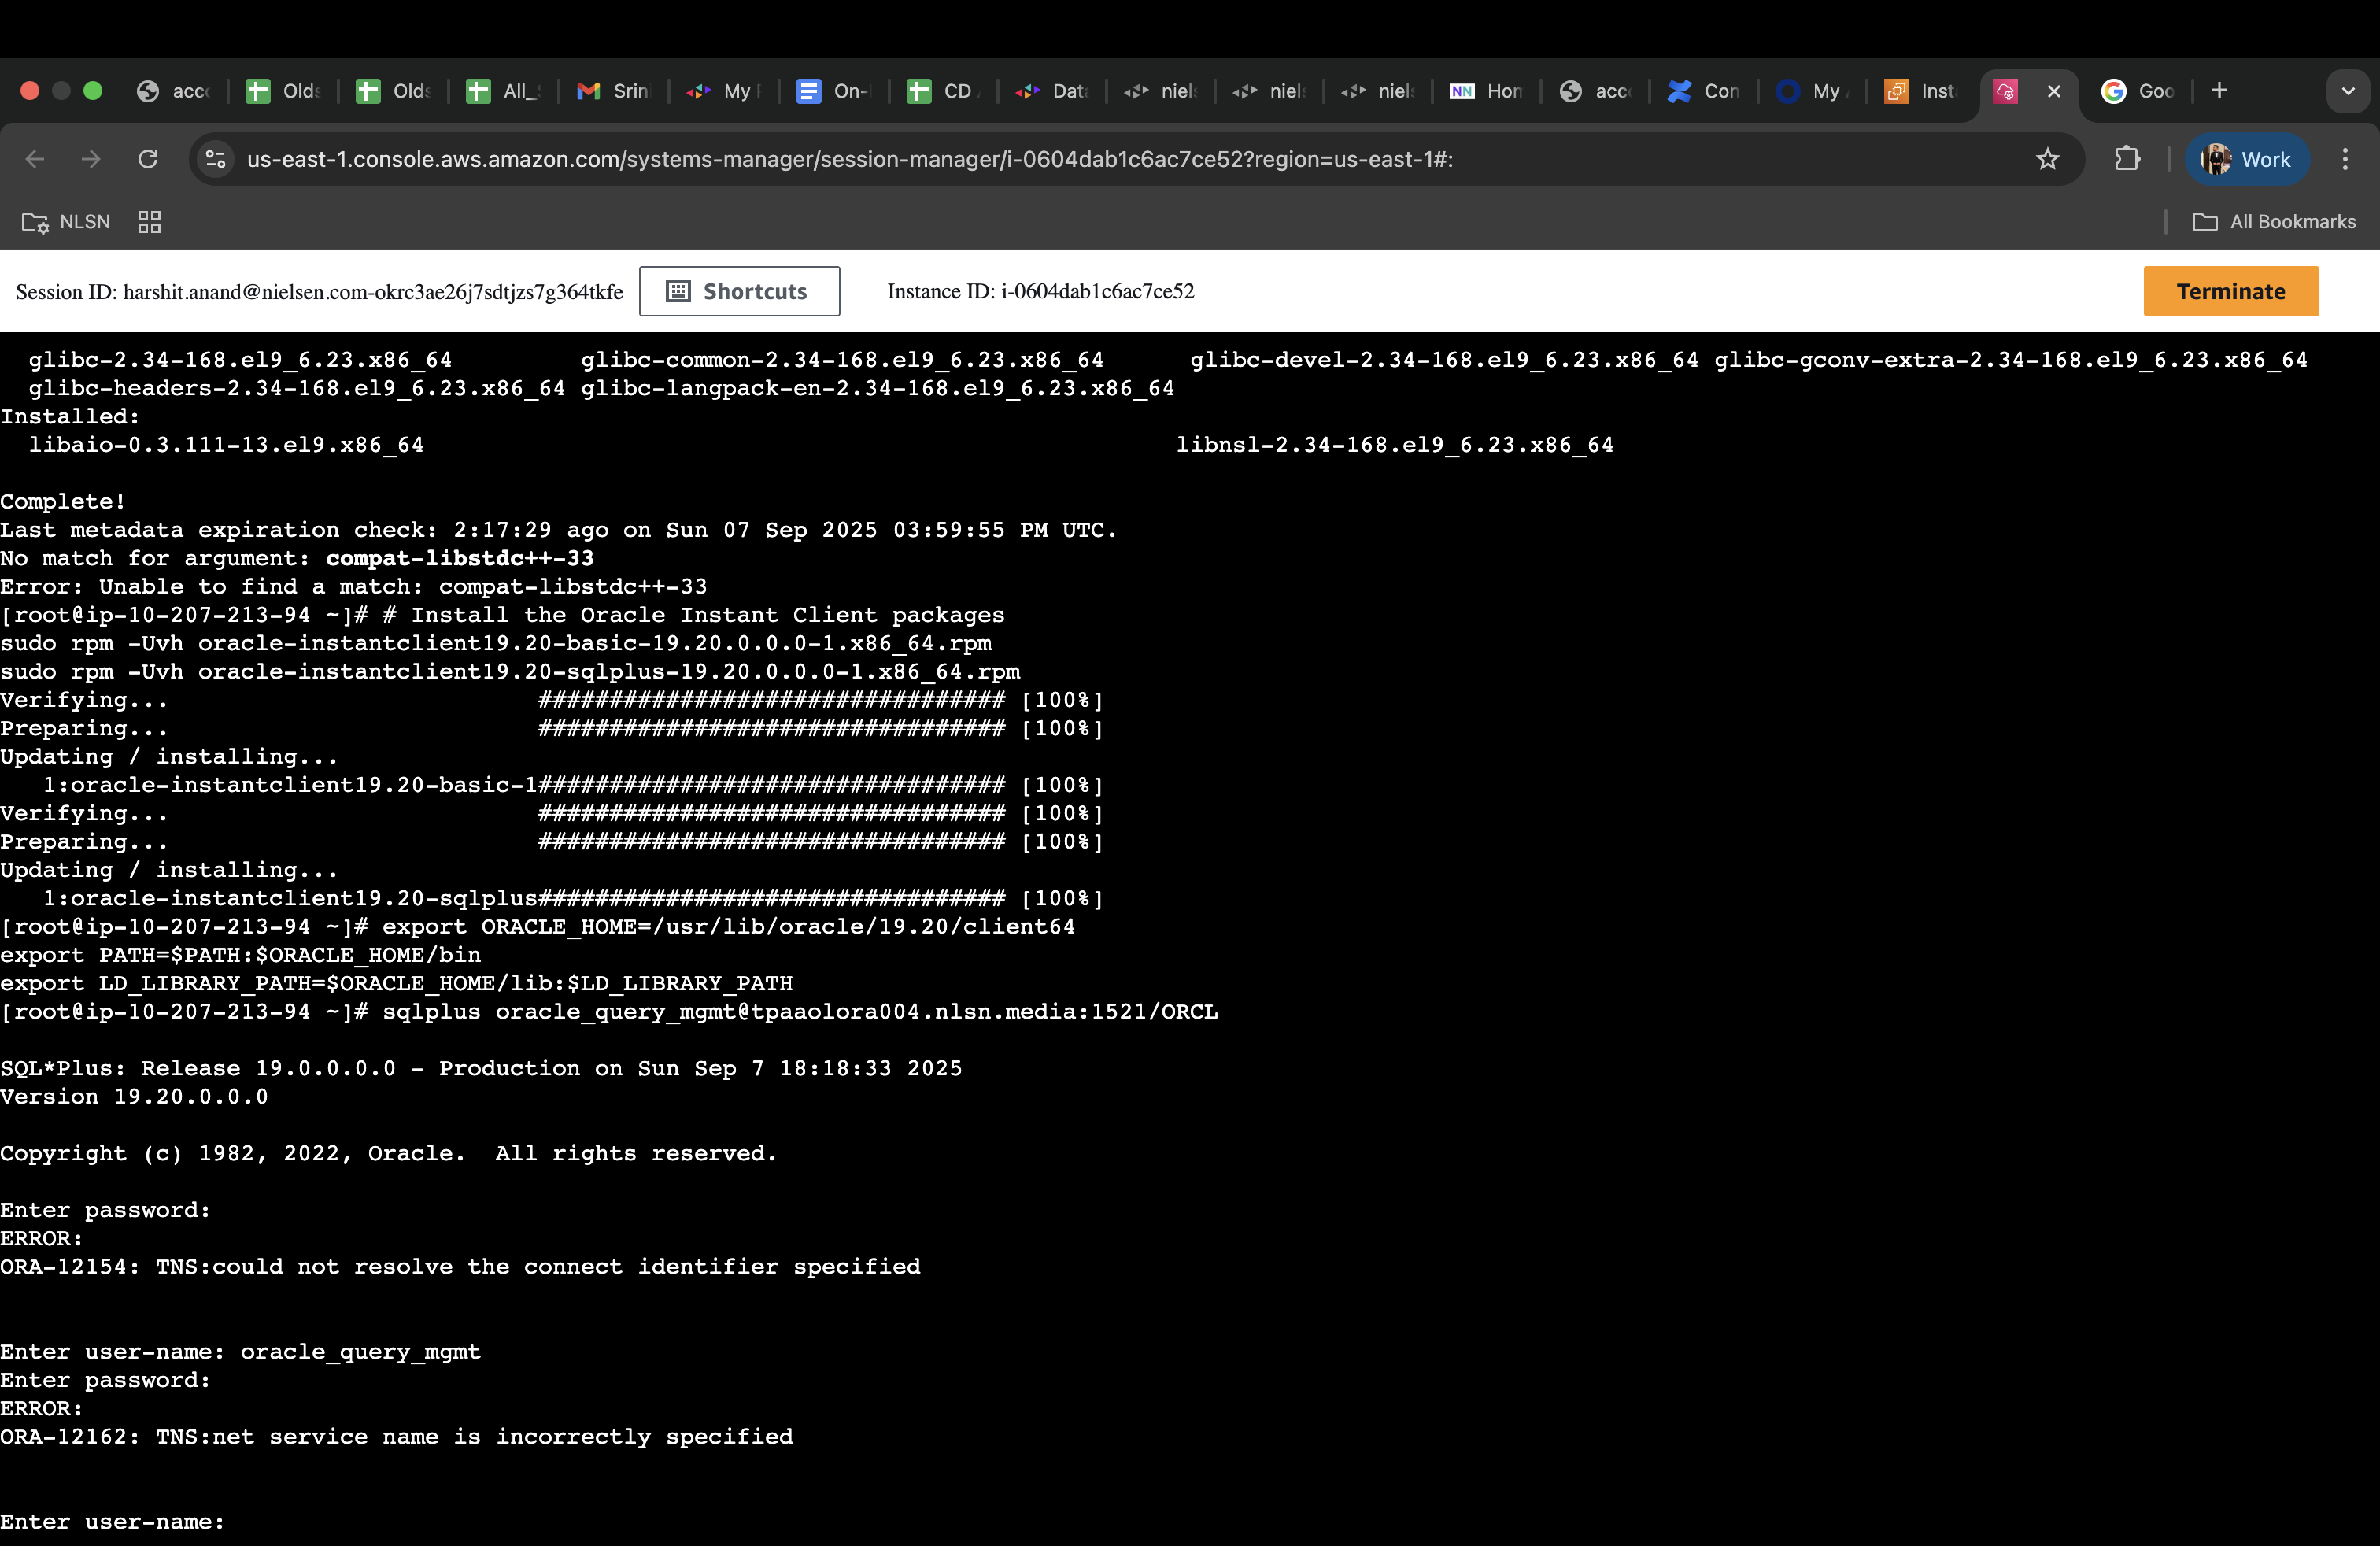 acc
Olds
Olds
All_
Srin
My
On-
CD
Data
niels
niels
niels
NN
Hom
acc
Con
My
Inst
Goo
us-east-1.console.aws.amazon.com/systems-manager/session-manager/i-0604dab1c6ac7ce52?region=us-east-1#:
Work
NLSN
All Bookmarks
Session ID: harshit.anand@nielsen.com-okrc3ae26j7sdtjzs7g364tkfe
Shortcuts
Instance ID: i-0604dab1c6ac7ce52
Terminate
glibc-2.34-168.el9_6.23.x86_64 glibc-common-2.34-168.el9_6.23.x86_64 glibc-devel-2.34-168.el9_6.23.x86_64 glibc-gconv-extra-2.34-168.el9_6.23.x86_64
glibc-headers-2.34-168.el9_6.23.x86_64 glibc-langpack-en-2.34-168.el9_6.23.x86_64
Installed:
libaio-0.3.111-13.el9.x86_64 libnsl-2.34-168.el9_6.23.x86_64
Complete!
Last metadata expiration check: 2:17:29 ago on Sun 07 Sep 2025 03:59:55 PM UTC.
No match for argument: compat-libstdc++-33
Error: Unable to find a match: compat-libstdc++-33
[root@ip-10-207-213-94 ~]# # Install the Oracle Instant Client packages
sudo rpm -Uvh oracle-instantclient19.20-basic-19.20.0.0.0-1.x86_64.rpm
sudo rpm -Uvh oracle-instantclient19.20-sqlplus-19.20.0.0.0-1.x86_64.rpm
Verifying... ################################# [100%]
Preparing... ################################# [100%]
Updating / installing...
1:oracle-instantclient19.20-basic-1################################# [100%]
Verifying... ################################# [100%]
Preparing... ################################# [100%]
Updating / installing...
1:oracle-instantclient19.20-sqlplus################################# [100%]
[root@ip-10-207-213-94 ~]# export ORACLE_HOME=/usr/lib/oracle/19.20/client64
export PATH=$PATH:$ORACLE_HOME/bin
export LD_LIBRARY_PATH=$ORACLE_HOME/lib:$LD_LIBRARY_PATH
[root@ip-10-207-213-94 ~]# sqlplus oracle_query_mgmt@tpaaolora004.nlsn.media:1521/ORCL
SQL*Plus: Release 19.0.0.0.0 - Production on Sun Sep 7 18:18:33 2025
Version 19.20.0.0.0
Copyright (c) 1982, 2022, Oracle. All rights reserved.
Enter password:
ERROR:
ORA-12154: TNS:could not resolve the connect identifier specified
Enter user-name: oracle_query_mgmt
Enter password:
ERROR:
ORA-12162: TNS:net service name is incorrectly specified
Enter user-name: